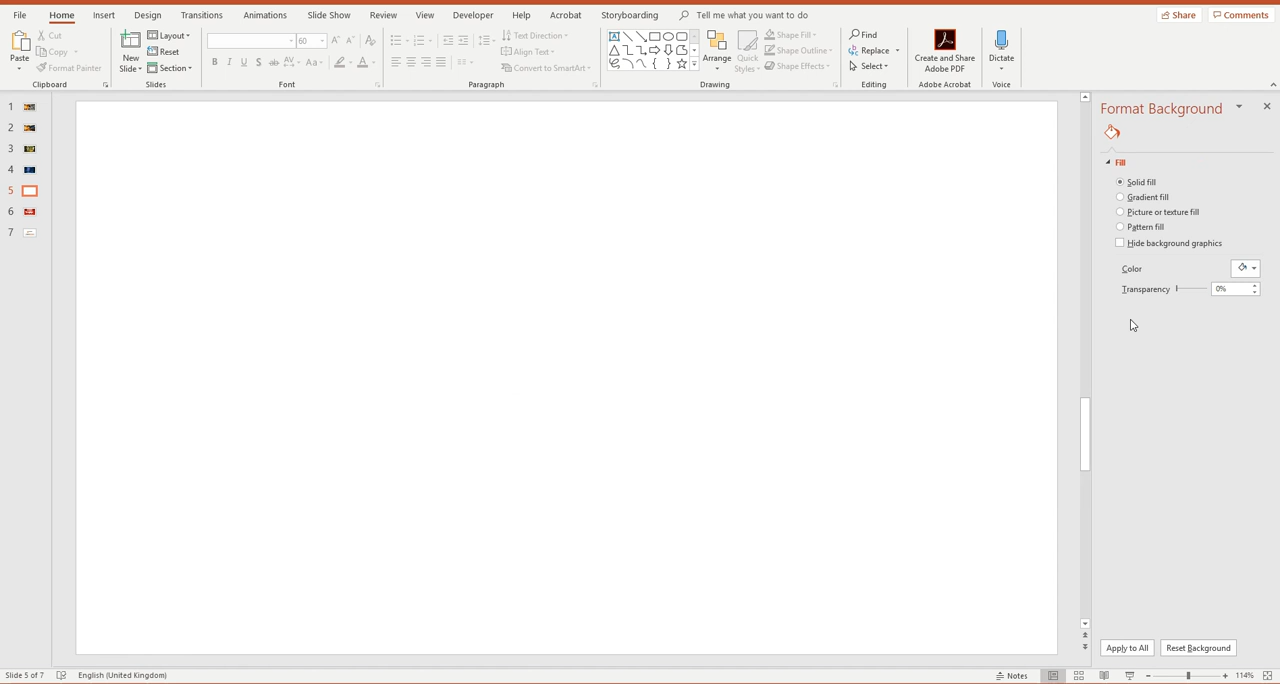 File Home Insert Design Transitions Animations Slide Show Review View Developer Help Acrobat Storyboarding Tell me what you want to do Share Comments
Paste Cut Copy Format Painter
Clipboard
New Slide Layout Reset Section
Slides
60
Font
Text Direction Align Text Convert to SmartArt
Paragraph
Arrange Quick Styles Shape Fill Shape Outline Shape Effects
Drawing
Find Replace Select
Editing
Create and Share Adobe PDF
Adobe Acrobat
Dictate
Voice
1
2
3
4
5
6
7
Format Background
Fill
Solid fill
Gradient fill
Picture or texture fill
Pattern fill
Hide background graphics
Color
Transparency 0%
Apply to All Reset Background
Slide 5 of 7 English (United Kingdom) Notes 114%